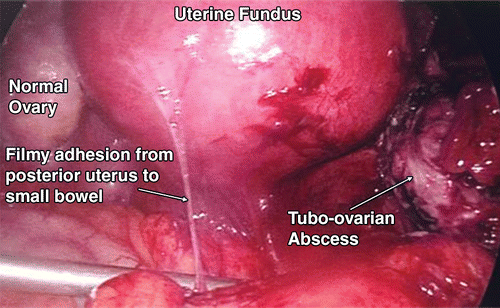 Uterine Fundus
Normal
Ovary
Filmy adhesion from
posterior uterus to
small bowel
Tubo-ovarian
Abscess